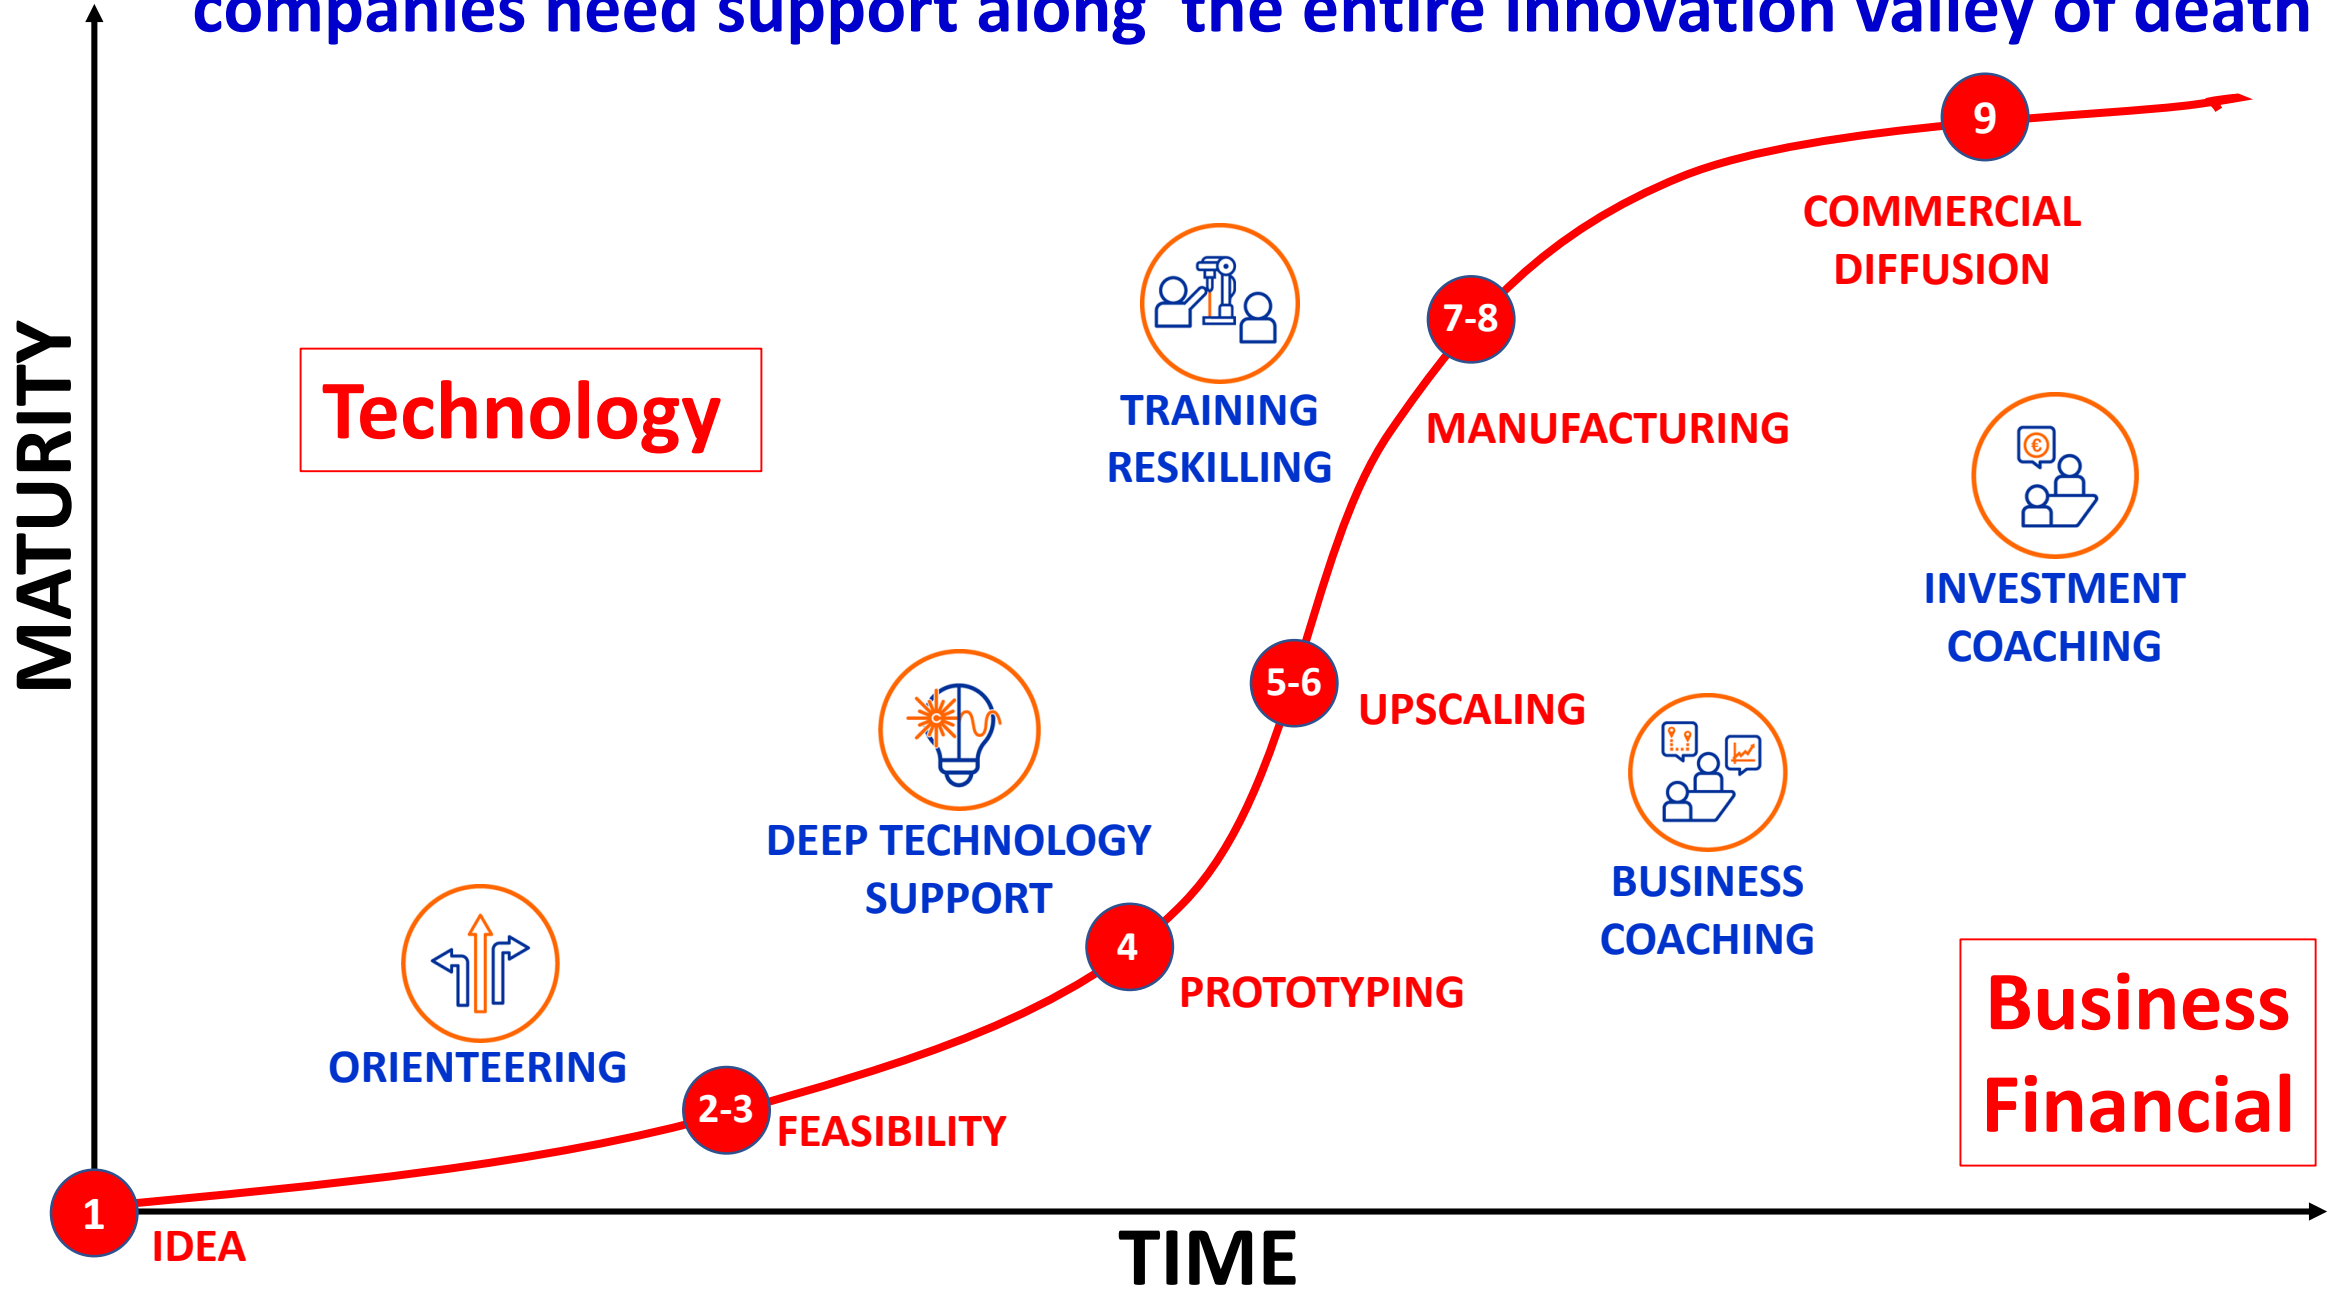 companies need support along the entire innovation valley of death
9
COMMERCIAL
DIFFUSION
7-8
MANUFACTURING
TRAINING
RESKILLING
Technology
MATURITY
€
INVESTMENT
COACHING
5-6
UPSCALING
DEEP TECHNOLOGY
SUPPORT
BUSINESS
COACHING
4
PROTOTYPING
ORIENTEERING
2-3
FEASIBILITY
Business
Financial
1
IDEA
TIME